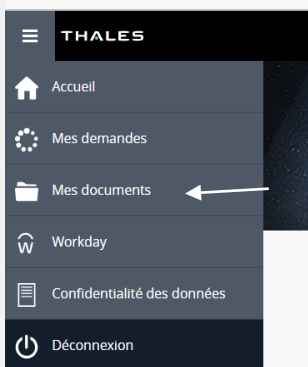 THALES
Accueil
Mes demandes
Mes documents
Workday
Confidentialité des données
Déconnexion